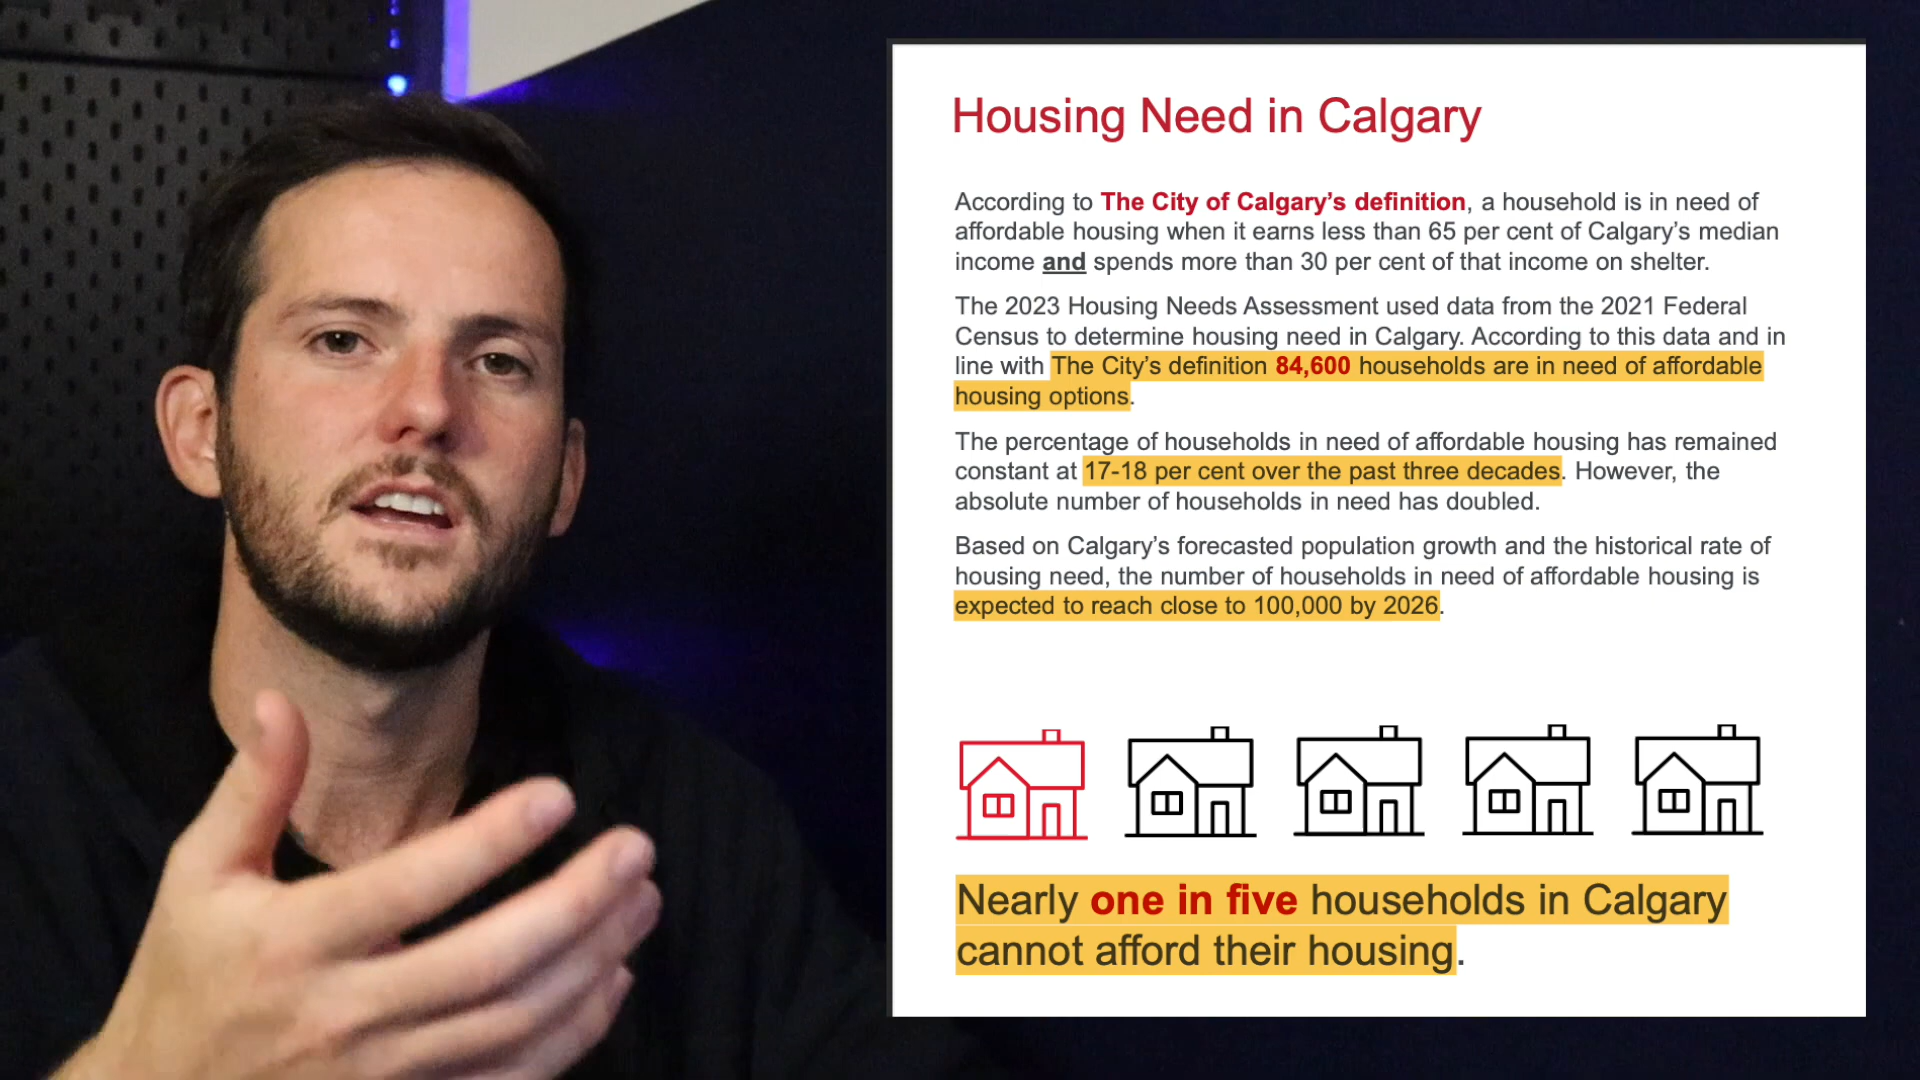 Housing Need in Calgary
According to The City of Calgary’s definition, a household is in need of
affordable housing when it earns less than 65 per cent of Calgary’s median
income and spends more than 30 per cent of that income on shelter.
The 2023 Housing Needs Assessment used data from the 2021 Federal
Census to determine housing need in Calgary. According to this data and in
line with The City’s definition 84,600 households are in need of affordable
housing options.
The percentage of households in need of affordable housing has remained
constant at 17-18 per cent over the past three decades. However, the
absolute number of households in need has doubled.
Based on Calgary’s forecasted population growth and the historical rate of
housing need, the number of households in need of affordable housing is
expected to reach close to 100,000 by 2026.
Nearly one in five households in Calgary
cannot afford their housing.